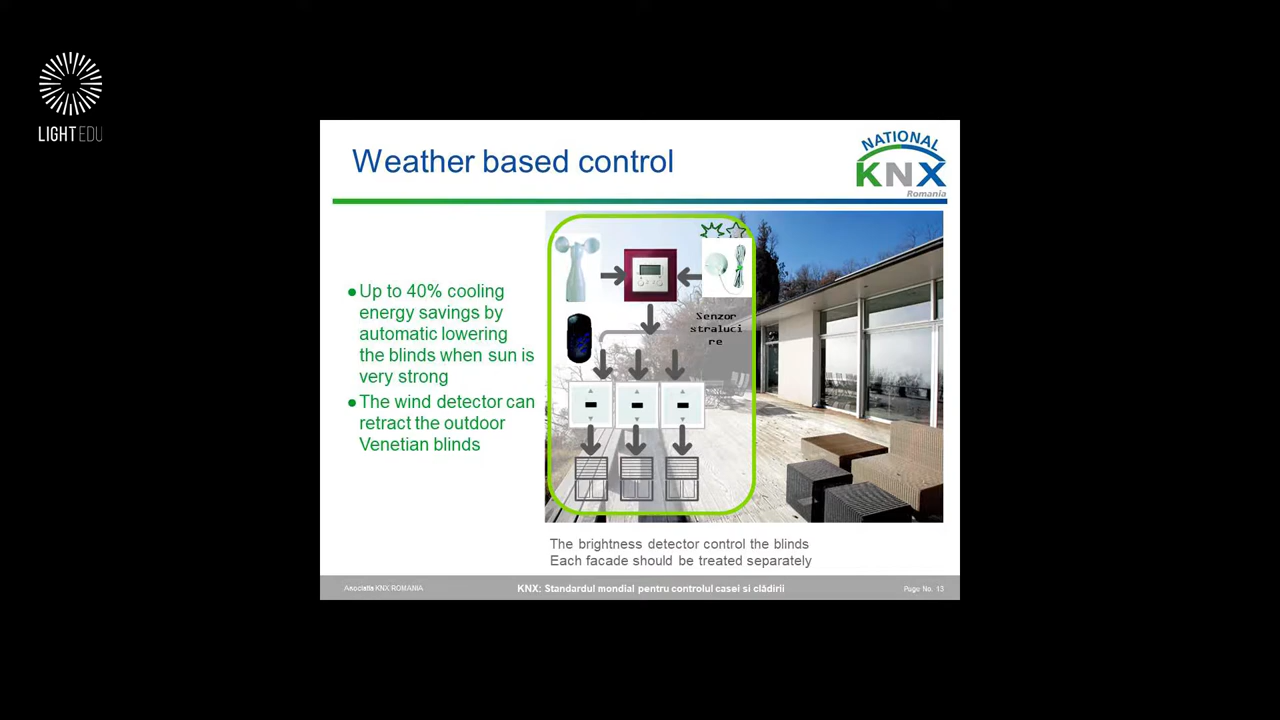 LIGHT EDU
Weather based control
NATIONAL
KNX
Romania
●Up to 40% cooling
energy savings by
automatic lowering
the blinds when sun is
very strong
●The wind detector can
retract the outdoor
Venetian blinds
Senzor
straluci
re
The brightness detector control the blinds
Each facade should be treated separately
Asociatia KNX ROMANIA
KNX: Standardul mondial pentru controlul casei si clădirii
Page No. 13